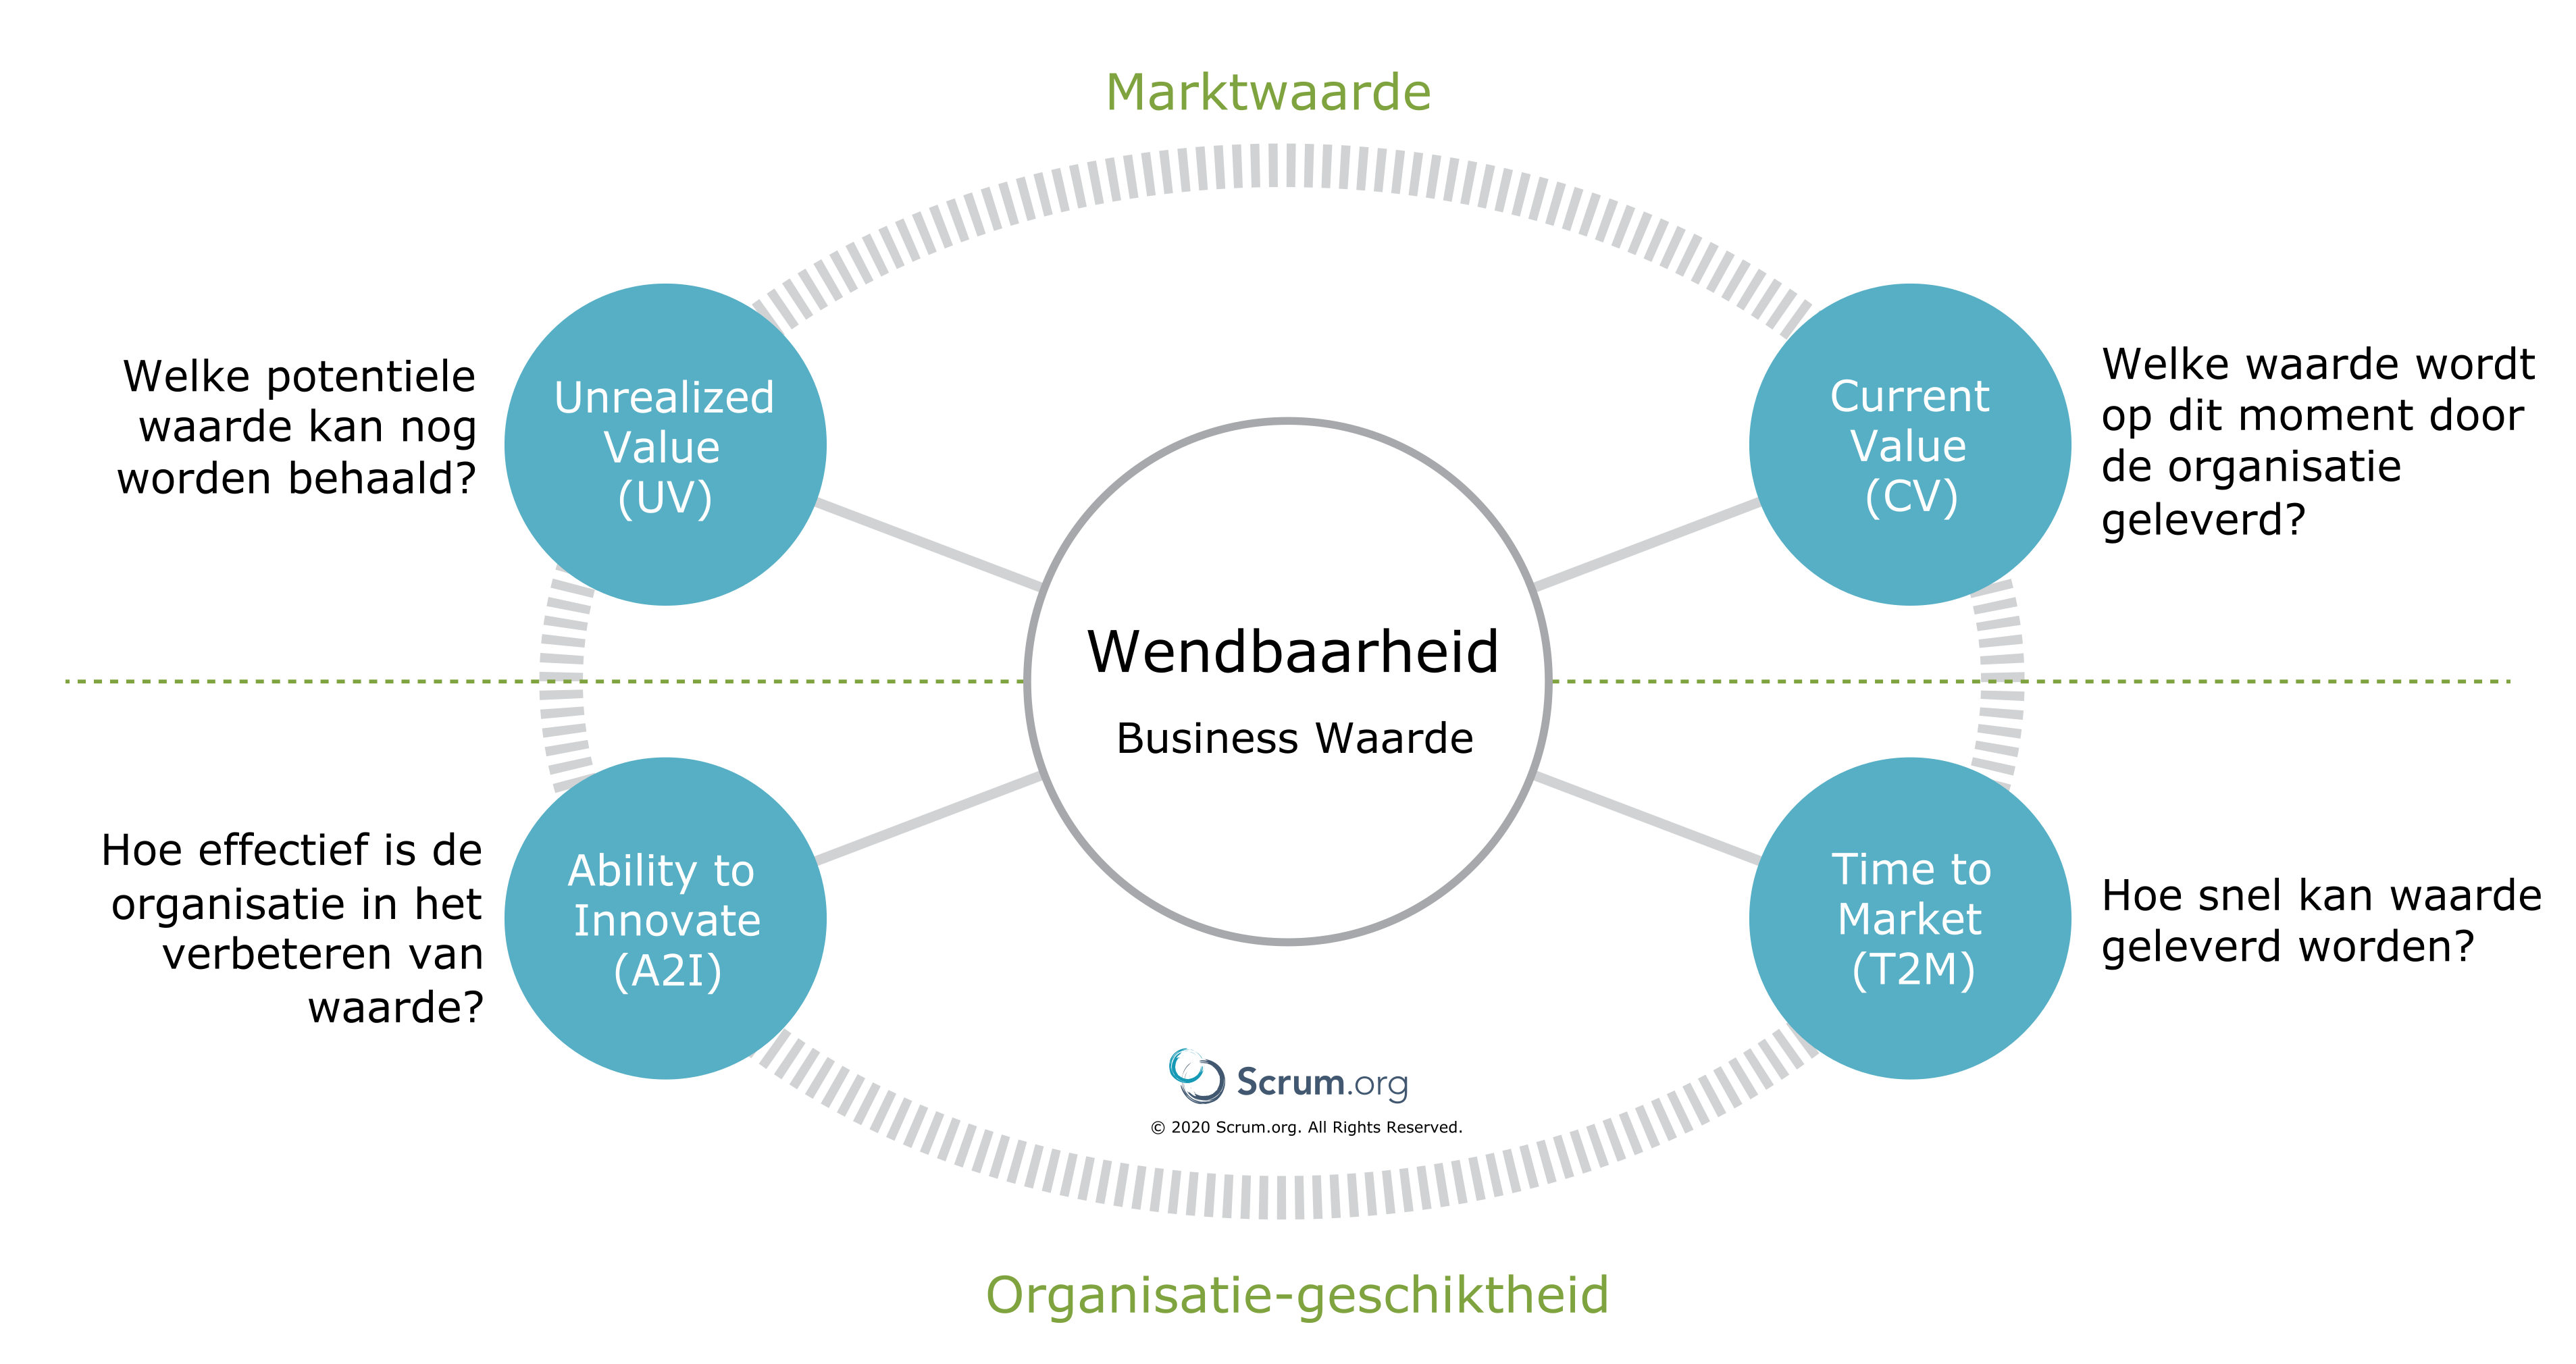 Marktwaarde
Welke potentiele
waarde kan nog
worden behaald?
Unrealized
Value
(UV)
Current
Value
(CV)
Welke waarde wordt
op dit moment door
de organisatie
geleverd?
Wendbaarheid
Business Waarde
Hoe effectief is de
organisatie in het
verbeteren van
waarde?
Ability to
Innovate
(A2I)
Time to
Market
(T2M)
Hoe snel kan waarde
geleverd worden?
Scrum.org
© 2020 Scrum.org. All Rights Reserved.
Organisatie-geschiktheid